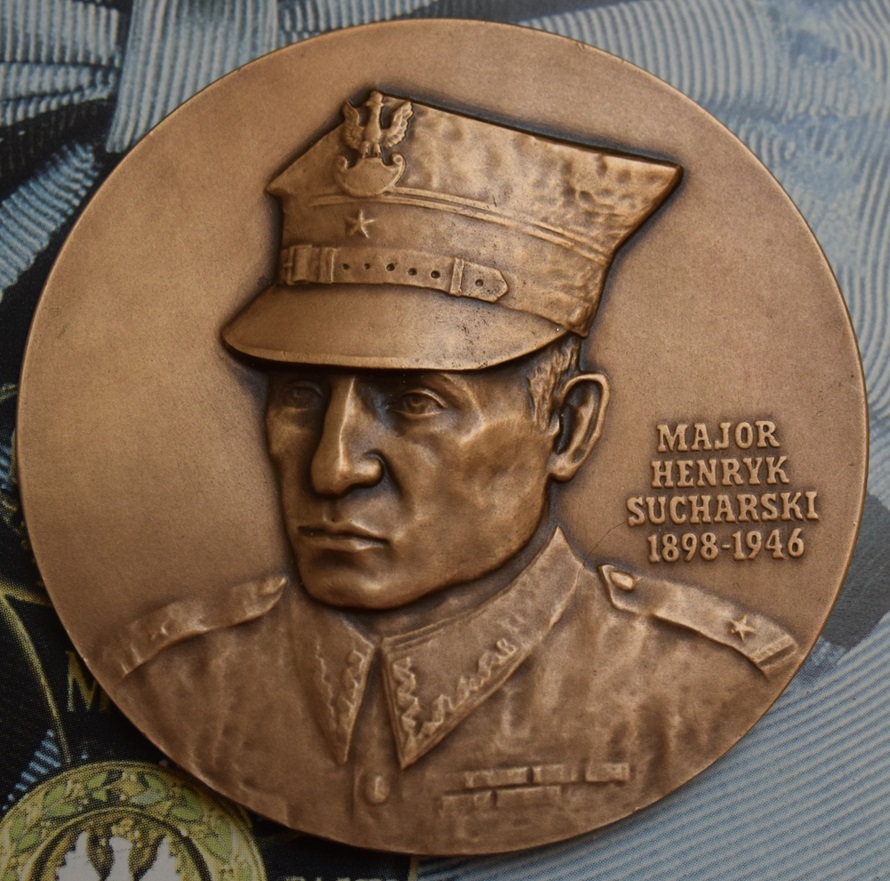 MAJOR
HENRYK
SUCHARSKI
1898-1946